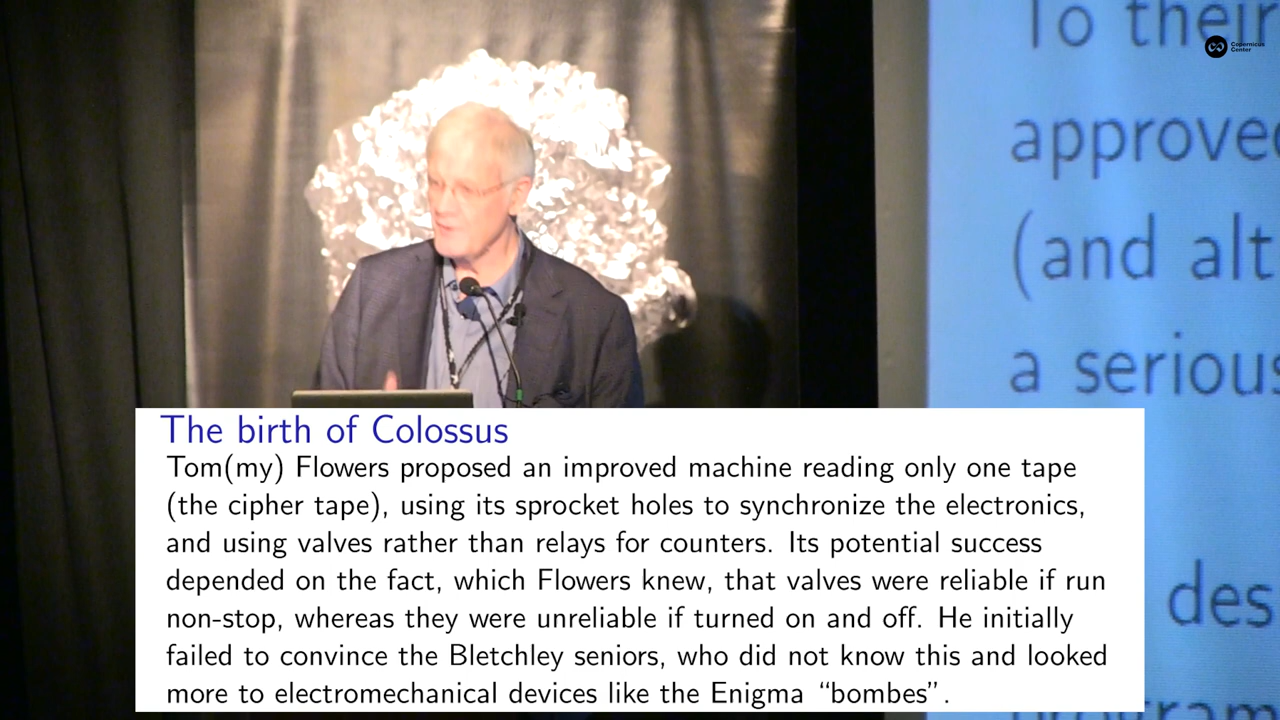 To their
Copernicus
Center
approved
(and alt
a serious
des
The birth of Colossus
Tom(my) Flowers proposed an improved machine reading only one tape
(the cipher tape), using its sprocket holes to synchronize the electronics,
and using valves rather than relays for counters. Its potential success
depended on the fact, which Flowers knew, that valves were reliable if run
non-stop, whereas they were unreliable if turned on and off. He initially
failed to convince the Bletchley seniors, who did not know this and looked
more to electromechanical devices like the Enigma “bombes”.